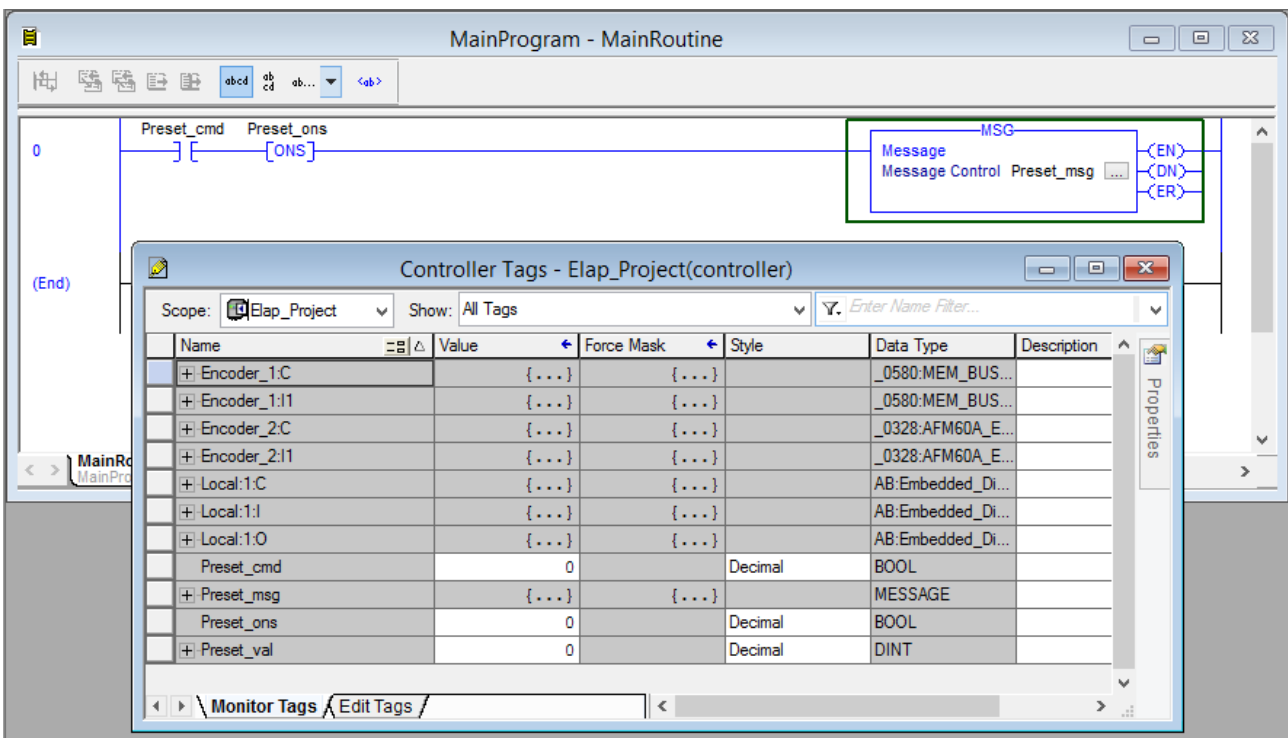 MainProgram - MainRoutine
abcd ab cd ab... <ab>
Preset_cmd Preset_ons
0
ONS
MSG
Message
Message Control Preset_msg ...
EN
DN
ER
(End)
MainRo
MainPro
Controller Tags - Elap_Project(controller)
Scope: Elap_Project Show: All Tags Enter Name Filter...
Name Value Force Mask Style Data Type Description
Encoder_1:C {...} {...} _0580:MEM_BUS...
Encoder_1:I1 {...} {...} _0580:MEM_BUS...
Encoder_2:C {...} {...} _0328:AFM60A_E...
Encoder_2:I1 {...} {...} _0328:AFM60A_E...
Local:1:C {...} {...} AB:Embedded_Di...
Local:1:I {...} {...} AB:Embedded_Di...
Local:1:O {...} {...} AB:Embedded_Di...
Preset_cmd 0 Decimal BOOL
Preset_msg {...} {...} MESSAGE
Preset_ons 0 Decimal BOOL
Preset_val 0 Decimal DINT
Properties
Monitor Tags Edit Tags